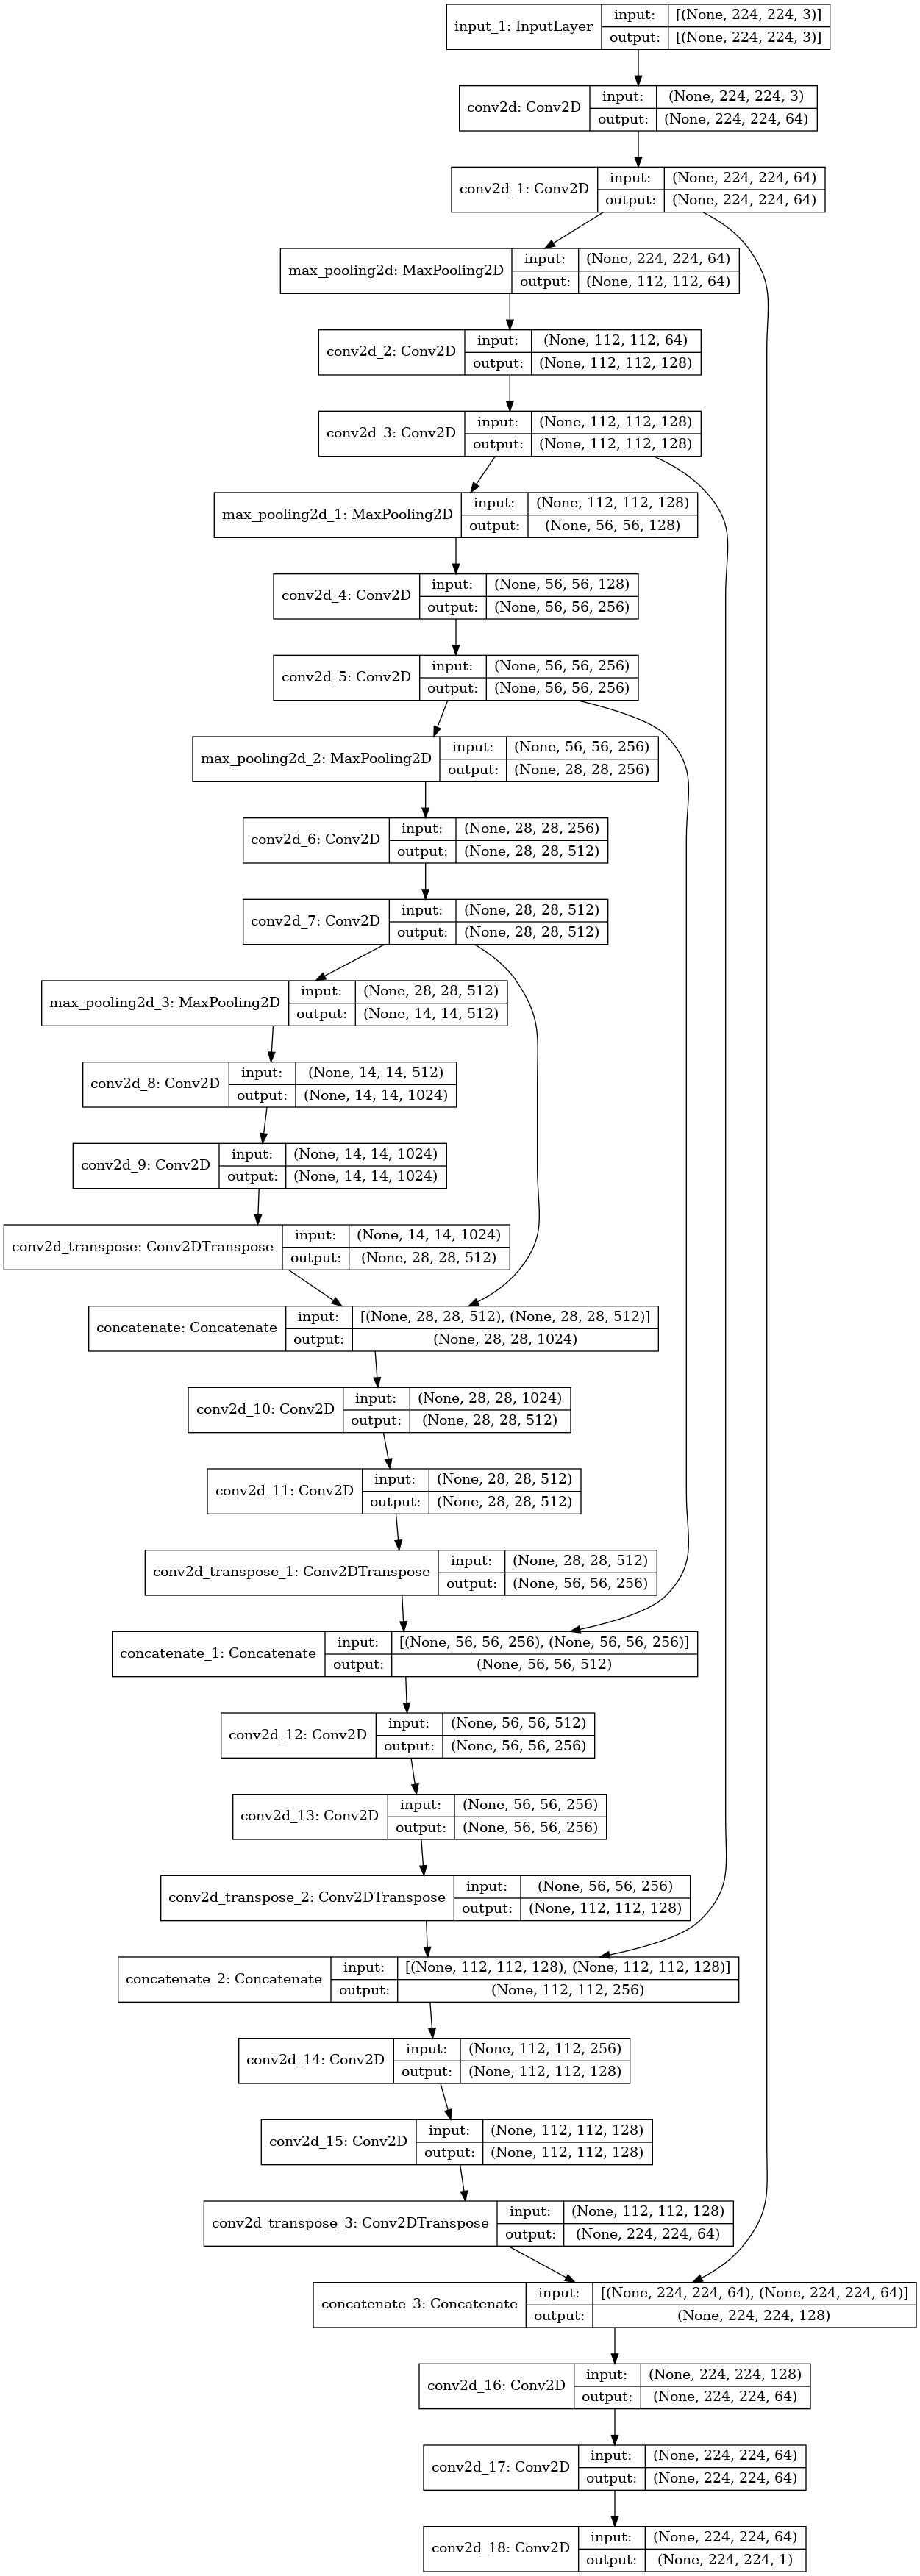 input_1: InputLayer input: [(None, 224, 224, 3)]
output: [(None, 224, 224, 3)]
conv2d: Conv2D input: (None, 224, 224, 3)
output: (None, 224, 224, 64)
conv2d_1: Conv2D input: (None, 224, 224, 64)
output: (None, 224, 224, 64)
max_pooling2d: MaxPooling2D input: (None, 224, 224, 64)
output: (None, 112, 112, 64)
conv2d_2: Conv2D input: (None, 112, 112, 64)
output: (None, 112, 112, 128)
conv2d_3: Conv2D input: (None, 112, 112, 128)
output: (None, 112, 112, 128)
max_pooling2d_1: MaxPooling2D input: (None, 112, 112, 128)
output: (None, 56, 56, 128)
conv2d_4: Conv2D input: (None, 56, 56, 128)
output: (None, 56, 56, 256)
conv2d_5: Conv2D input: (None, 56, 56, 256)
output: (None, 56, 56, 256)
max_pooling2d_2: MaxPooling2D input: (None, 56, 56, 256)
output: (None, 28, 28, 256)
conv2d_6: Conv2D input: (None, 28, 28, 256)
output: (None, 28, 28, 512)
conv2d_7: Conv2D input: (None, 28, 28, 512)
output: (None, 28, 28, 512)
max_pooling2d_3: MaxPooling2D input: (None, 28, 28, 512)
output: (None, 14, 14, 512)
conv2d_8: Conv2D input: (None, 14, 14, 512)
output: (None, 14, 14, 1024)
conv2d_9: Conv2D input: (None, 14, 14, 1024)
output: (None, 14, 14, 1024)
conv2d_transpose: Conv2DTranspose input: (None, 14, 14, 1024)
output: (None, 28, 28, 512)
concatenate: Concatenate input: [(None, 28, 28, 512), (None, 28, 28, 512)]
output: (None, 28, 28, 1024)
conv2d_10: Conv2D input: (None, 28, 28, 1024)
output: (None, 28, 28, 512)
conv2d_11: Conv2D input: (None, 28, 28, 512)
output: (None, 28, 28, 512)
conv2d_transpose_1: Conv2DTranspose input: (None, 28, 28, 512)
output: (None, 56, 56, 256)
concatenate_1: Concatenate input: [(None, 56, 56, 256), (None, 56, 56, 256)]
output: (None, 56, 56, 512)
conv2d_12: Conv2D input: (None, 56, 56, 512)
output: (None, 56, 56, 256)
conv2d_13: Conv2D input: (None, 56, 56, 256)
output: (None, 56, 56, 256)
conv2d_transpose_2: Conv2DTranspose input: (None, 56, 56, 256)
output: (None, 112, 112, 128)
concatenate_2: Concatenate input: [(None, 112, 112, 128), (None, 112, 112, 128)]
output: (None, 112, 112, 256)
conv2d_14: Conv2D input: (None, 112, 112, 256)
output: (None, 112, 112, 128)
conv2d_15: Conv2D input: (None, 112, 112, 128)
output: (None, 112, 112, 128)
conv2d_transpose_3: Conv2DTranspose input: (None, 112, 112, 128)
output: (None, 224, 224, 64)
concatenate_3: Concatenate input: [(None, 224, 224, 64), (None, 224, 224, 64)]
output: (None, 224, 224, 128)
conv2d_16: Conv2D input: (None, 224, 224, 128)
output: (None, 224, 224, 64)
conv2d_17: Conv2D input: (None, 224, 224, 64)
output: (None, 224, 224, 64)
conv2d_18: Conv2D input: (None, 224, 224, 64)
output: (None, 224, 224, 1)